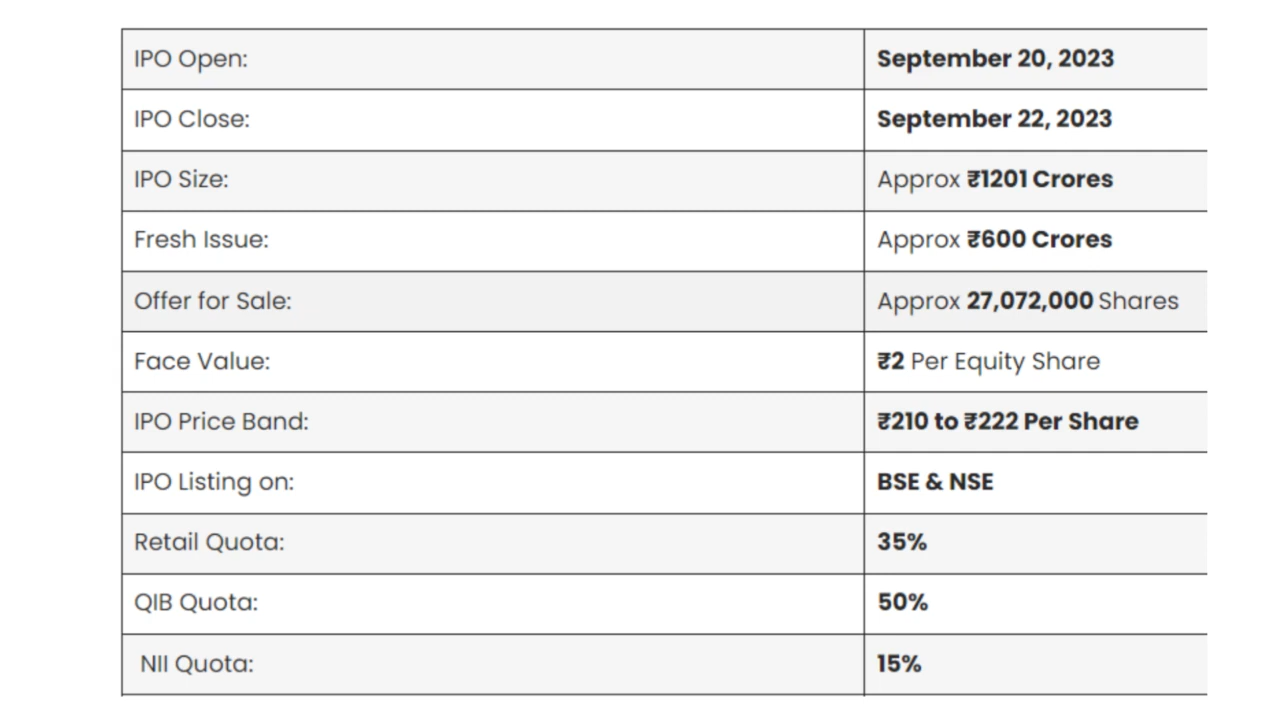 IPO Open: September 20, 2023
IPO Close: September 22, 2023
IPO Size: Approx ₹1201 Crores
Fresh Issue: Approx ₹600 Crores
Offer for Sale: Approx 27,072,000 Shares
Face Value: ₹2 Per Equity Share
IPO Price Band: ₹210 to ₹222 Per Share
IPO Listing on: BSE & NSE
Retail Quota: 35%
QIB Quota: 50%
NII Quota: 15%